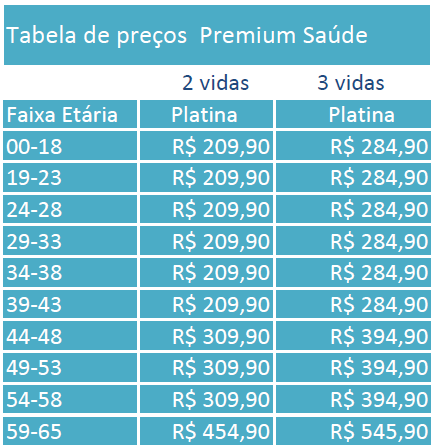 Tabela de preços  Premium Saúde
2 vidas 3 vidas
Faixa Etária Platina Platina
00-18 R$ 209,90 R$ 284,90
19-23 R$ 209,90 R$ 284,90
24-28 R$ 209,90 R$ 284,90
29-33 R$ 209,90 R$ 284,90
34-38 R$ 209,90 R$ 284,90
39-43 R$ 209,90 R$ 284,90
44-48 R$ 309,90 R$ 394,90
49-53 R$ 309,90 R$ 394,90
54-58 R$ 309,90 R$ 394,90
59-65 R$ 454,90 R$ 545,90